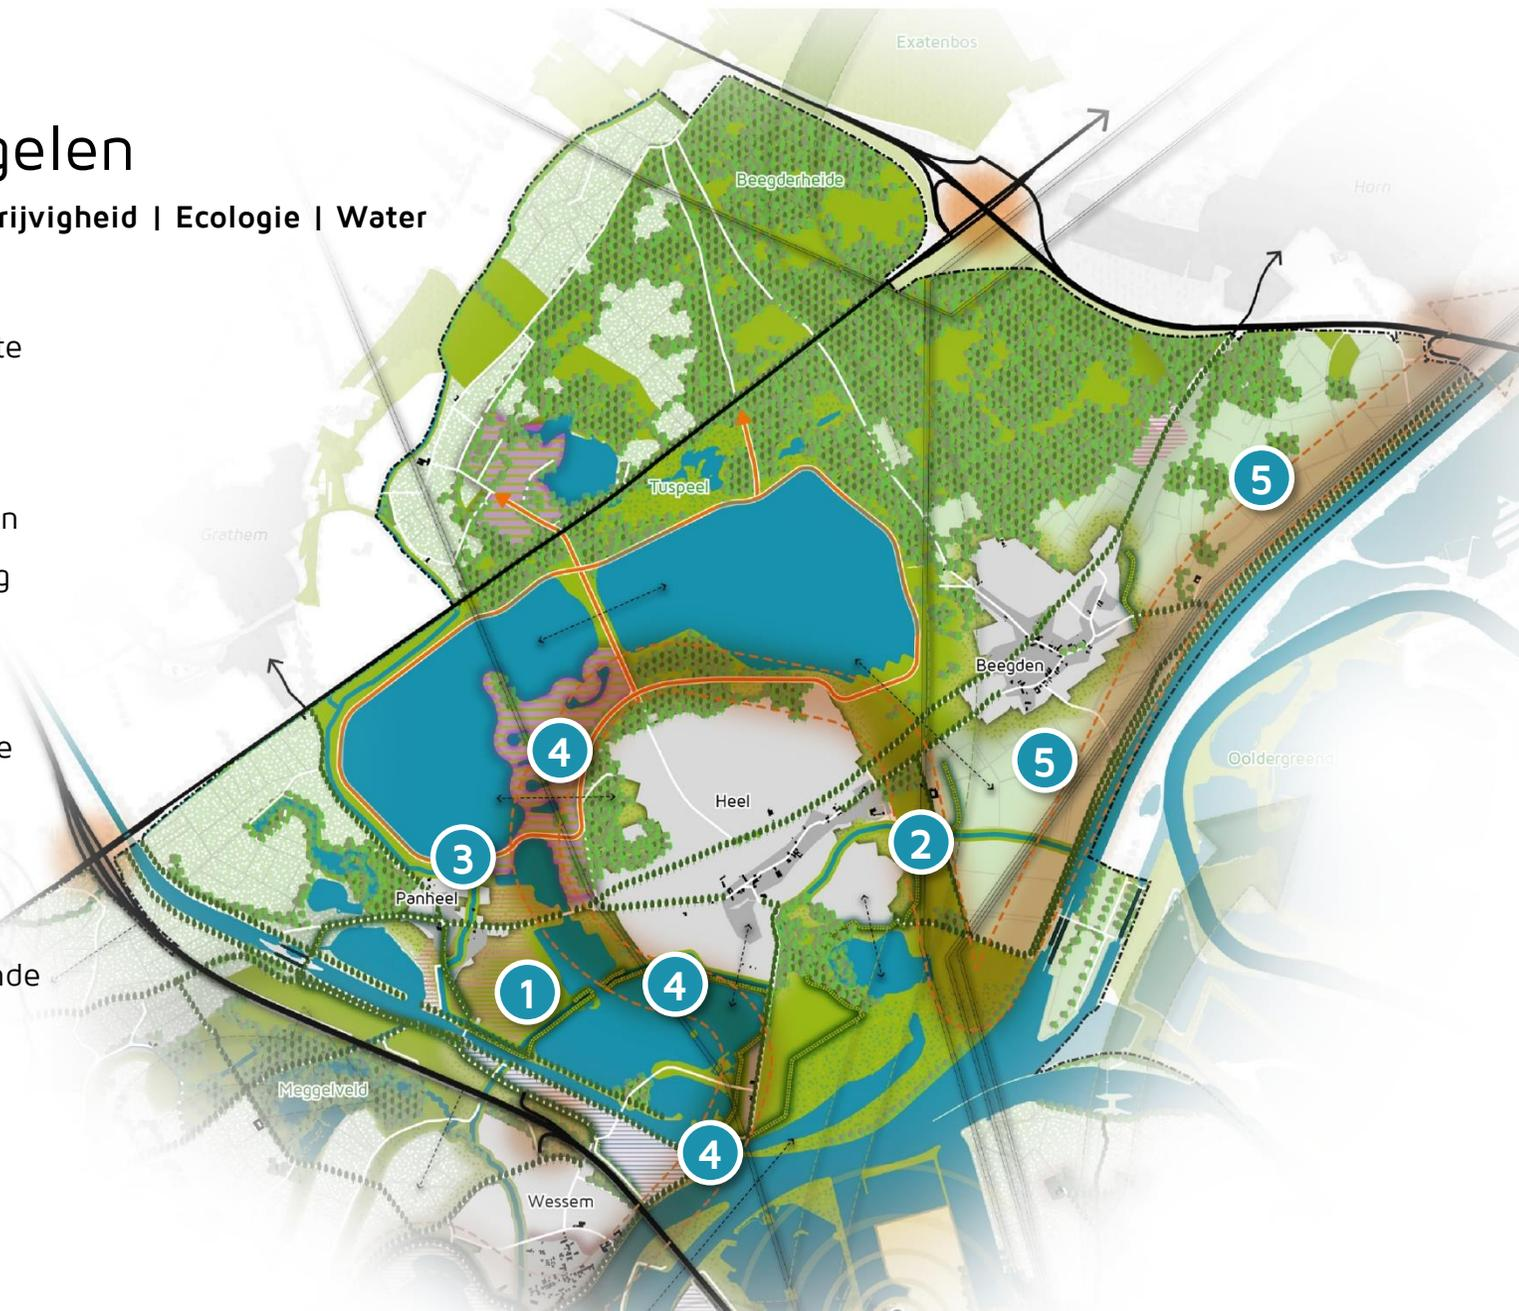 gelen
rijvigheid | Ecologie | Water
te
n
g
e
nde
Exatenbos
Beegderheide
Horn
5
Tuspeel
Grathem
Beegden
4
5
Ooldergreend
Heel
2
3
Panheel
1
4
Meggelveld
4
Wessem